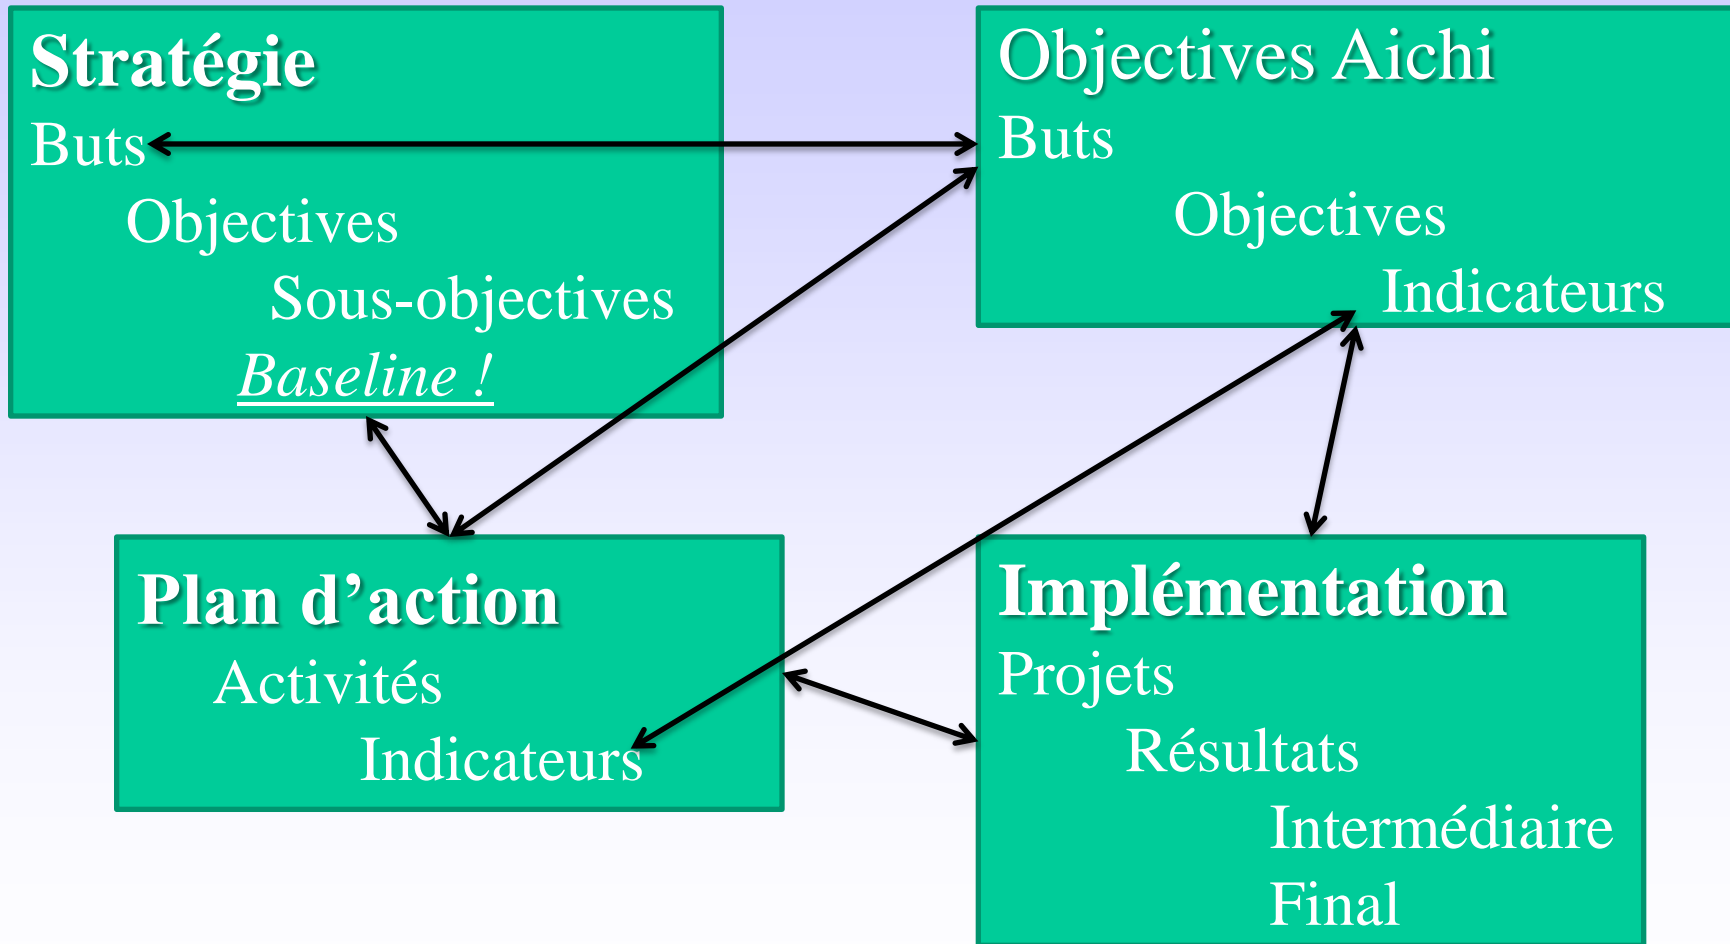 Stratégie
Buts
Objectives
Sous-objectives
Baseline !
Objectives Aichi
Buts
Objectives
Indicateurs
Plan d’action
Activités
Indicateurs
Implémentation
Projets
Résultats
Intermédiaire
Final